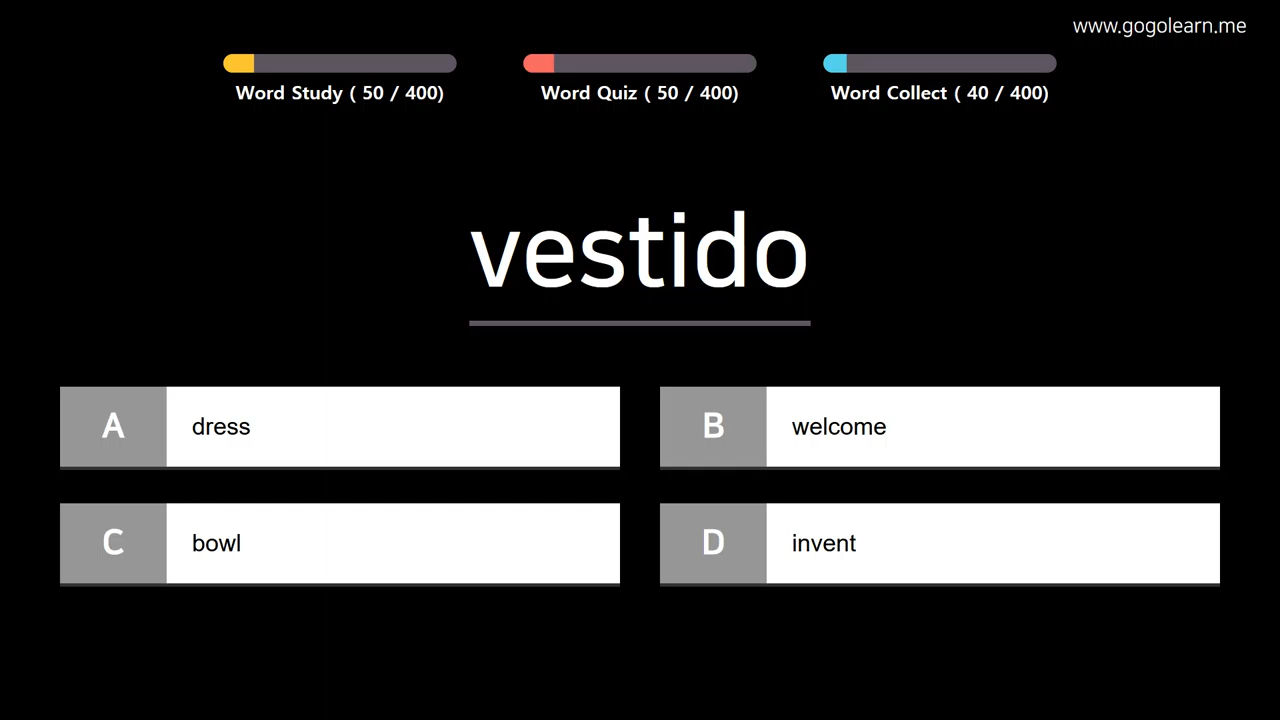 www.gogolearn.me
Word Study ( 50 / 400)
Word Quiz ( 50 / 400)
Word Collect ( 40 / 400)
vestido
A
dress
B
welcome
C
bowl
D
invent